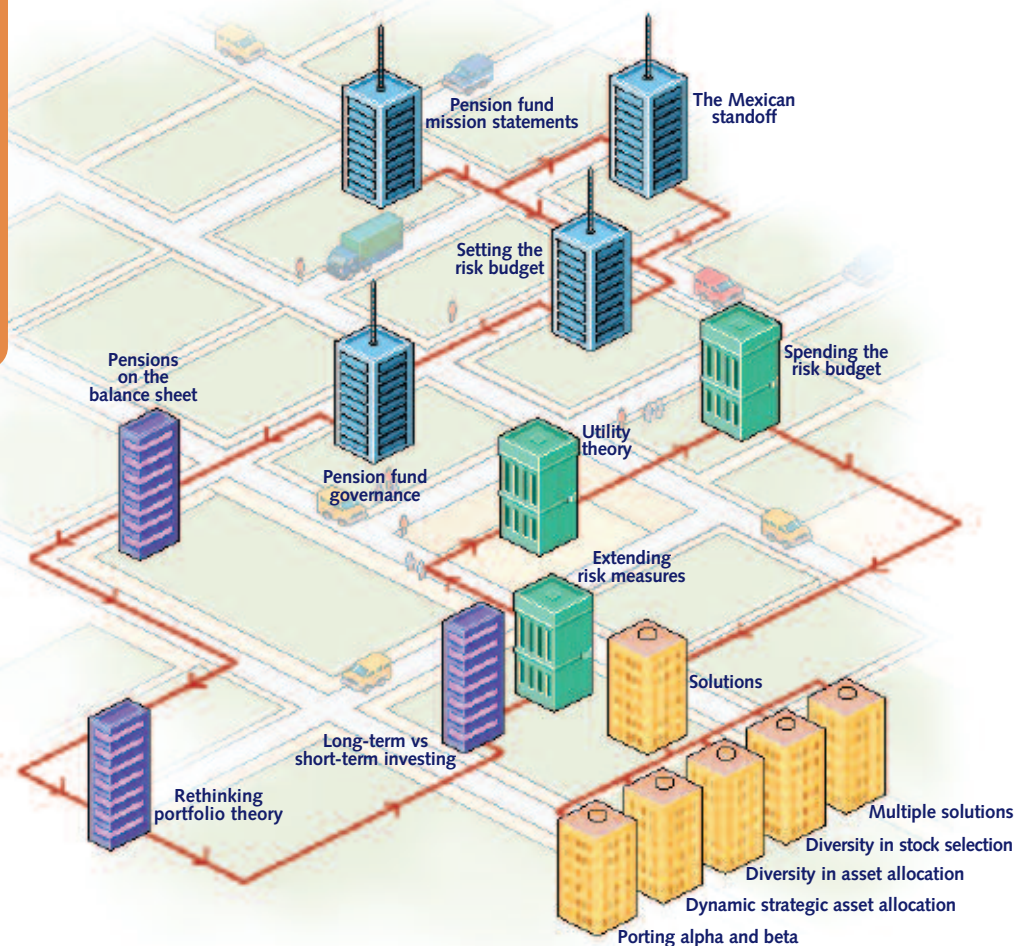 Pension fund
mission statements
The Mexican
standoff
Setting the
risk budget
Spending the
risk budget
Pensions
on the
balance sheet
Utility
theory
Pension fund
governance
Extending
risk measures
Solutions
Long-term vs
short-term investing
Rethinking
portfolio theory
Multiple solutions
Diversity in stock selection
Diversity in asset allocation
Dynamic strategic asset allocation
Porting alpha and beta